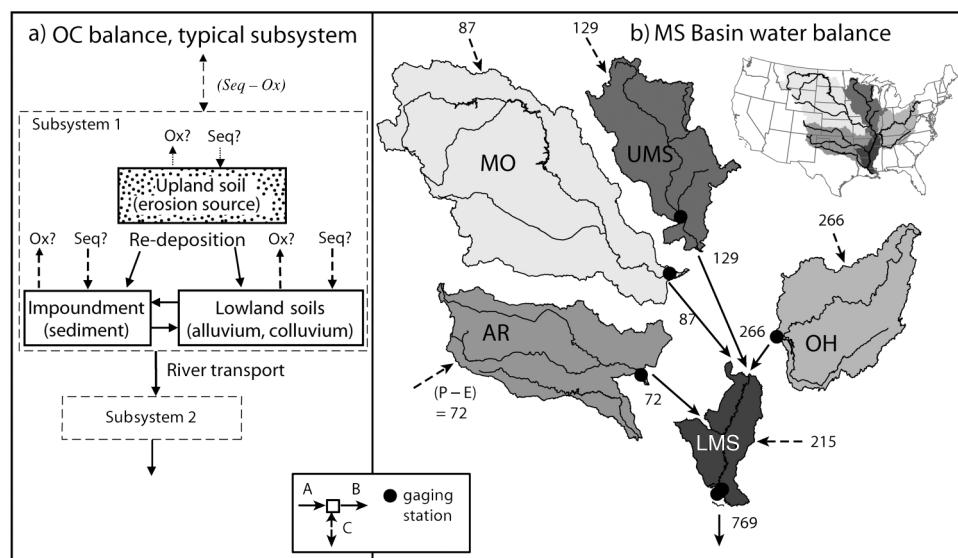 a) OC balance, typical subsystem
(Seq – Ox)
Subsystem 1
Ox?
Seq?
Upland soil
(erosion source)
Ox?
Seq?
Re-deposition
Ox?
Seq?
Impoundment
(sediment)
Lowland soils
(alluvium, colluvium)
River transport
Subsystem 2
A
B
C
gaging
station
b) MS Basin water balance
87
129
MO
UMS
266
129
87
266
OH
AR
(P – E)
= 72
72
LMS
215
769